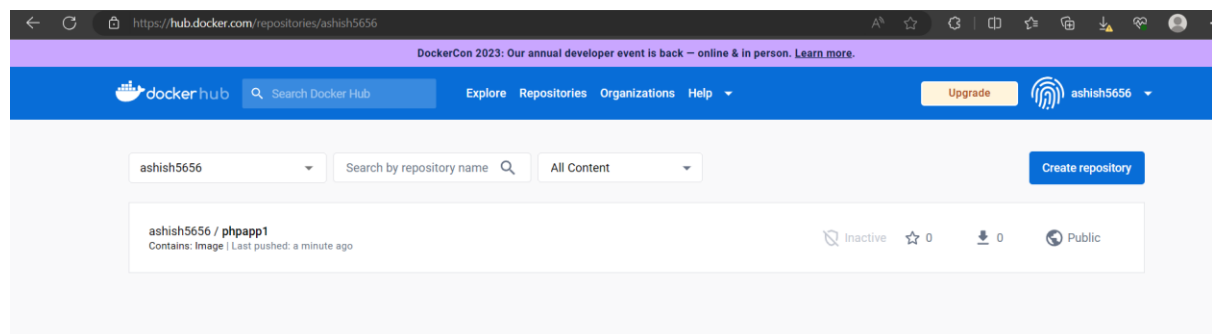 https://hub.docker.com/repositories/ashish5656
DockerCon 2023: Our annual developer event is back — online & in person. Learn more.
dockerhub Search Docker Hub Explore Repositories Organizations Help Upgrade ashish5656
ashish5656 Search by repository name All Content Create repository
ashish5656 / phpapp1
Contains: Image | Last pushed: a minute ago
Inactive 0 0 Public